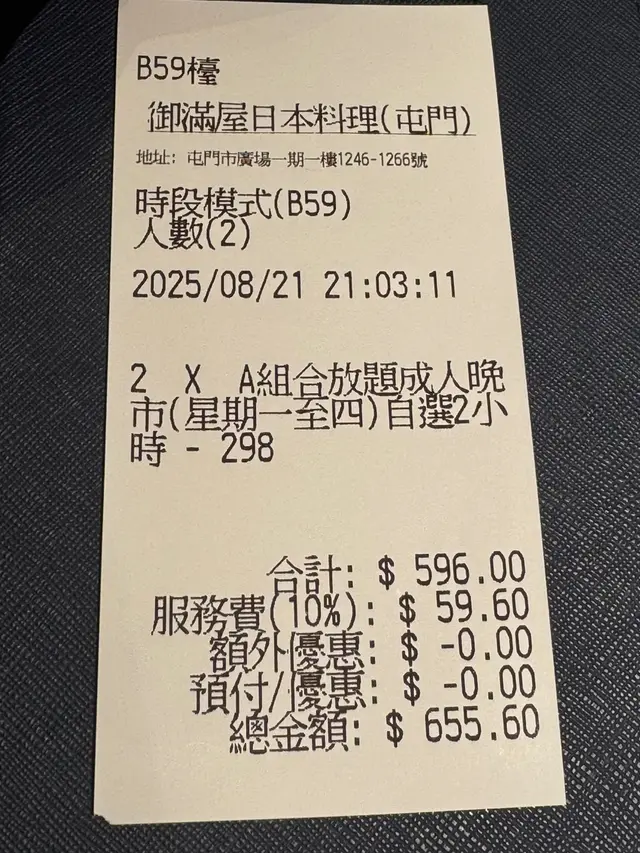 B59檯
御滿屋日本料理(屯門)
地址: 屯門市廣場一期一樓1246-1266號
時段模式(B59)
人數(2)
2025/08/21 21:03:11
2 X A組合放題成人晚
市(星期一至四)自選2小
時 - 298
合計: $ 596.00
服務費(10%): $ 59.60
額外優惠: $ -0.00
預付/優惠: $ -0.00
總金額: $ 655.60